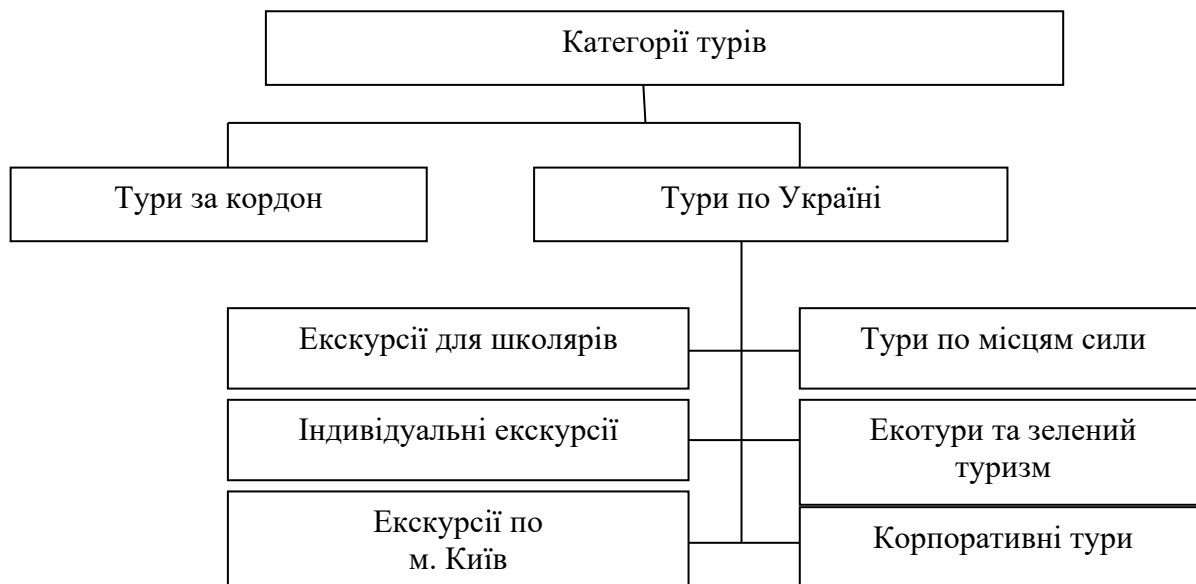 Категорії турів
Тури за кордон
Тури по Україні
Екскурсії для школярів
Тури по місцям сили
Індивідуальні екскурсії
Екотури та зелений
туризм
Екскурсії по
м. Київ
Корпоративні тури